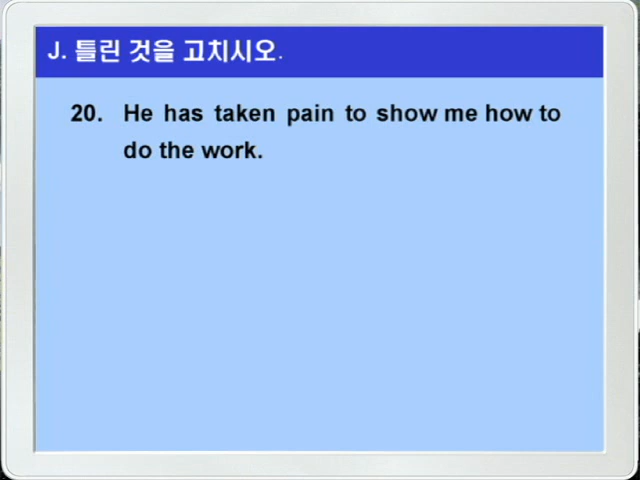 J. 틀린 것을 고치시오.
20. He has taken pain to show me how to
do the work.